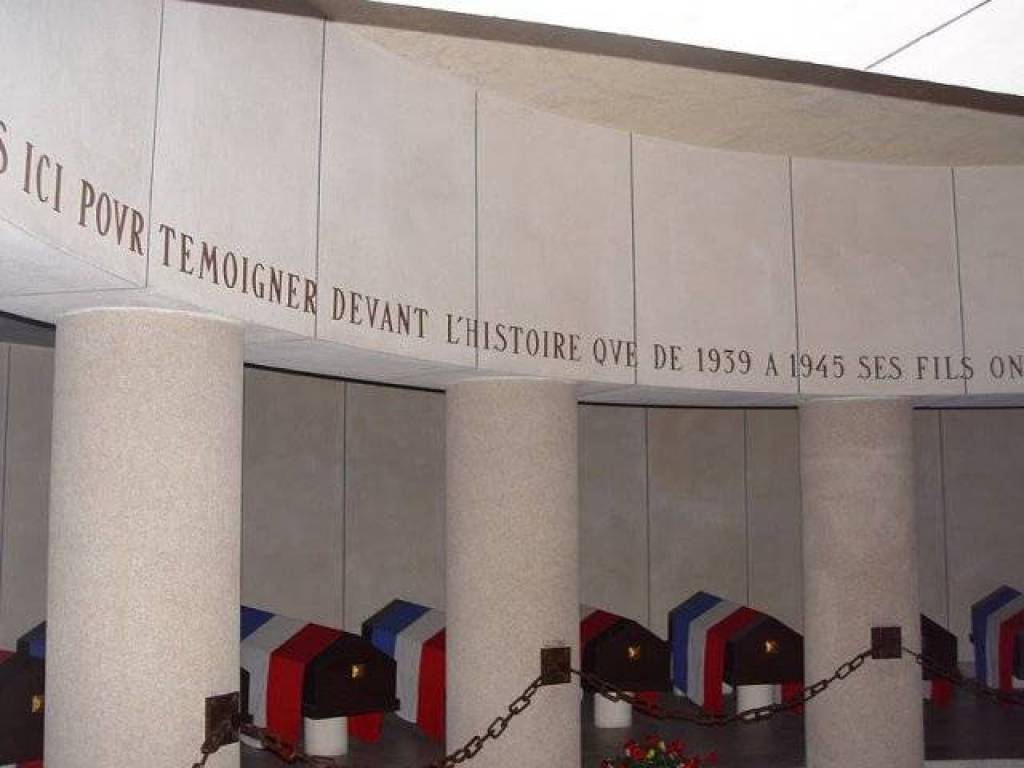 S ICI POVR TEMOIGNER DEVANT L'HISTOIRE QVE DE 1939 A 1945 SES FILS ON